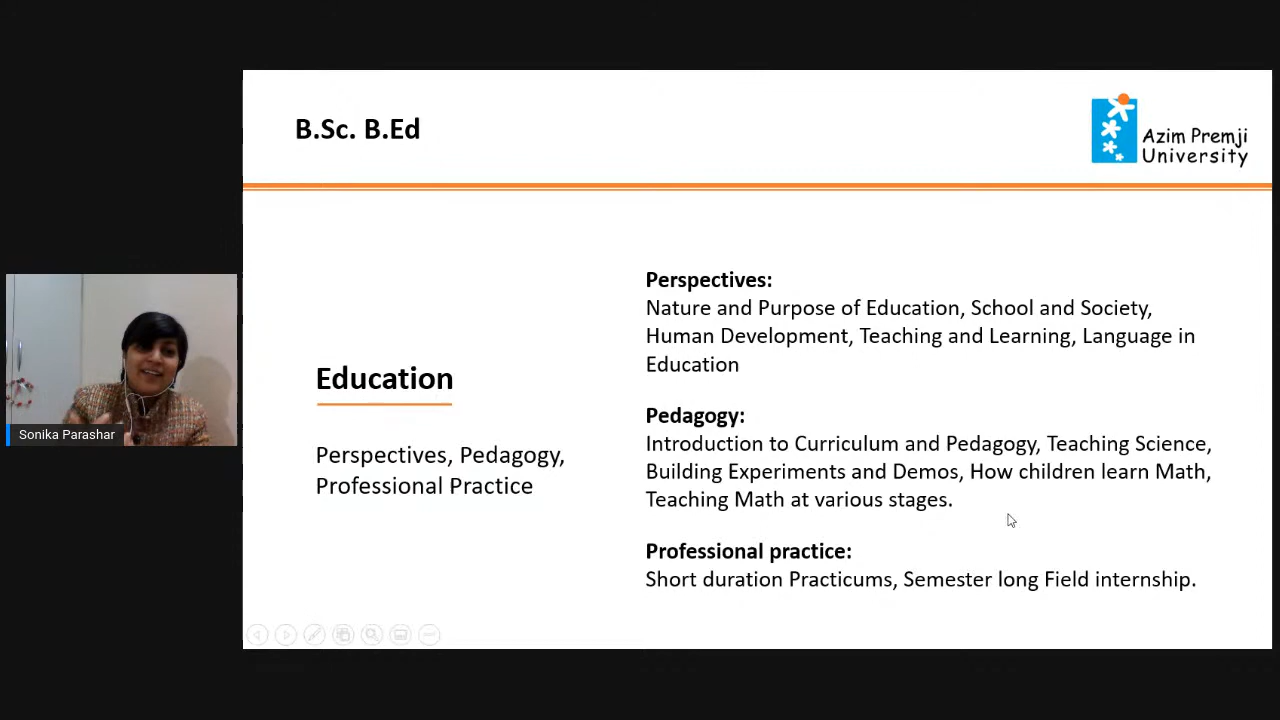 B.Sc. B.Ed
Azim Premji
University
Education
Perspectives, Pedagogy,
Professional Practice
Perspectives:
Nature and Purpose of Education, School and Society,
Human Development, Teaching and Learning, Language in
Education
Pedagogy:
Introduction to Curriculum and Pedagogy, Teaching Science,
Building Experiments and Demos, How children learn Math,
Teaching Math at various stages.
Professional practice:
Short duration Practicums, Semester long Field internship.
Sonika Parashar